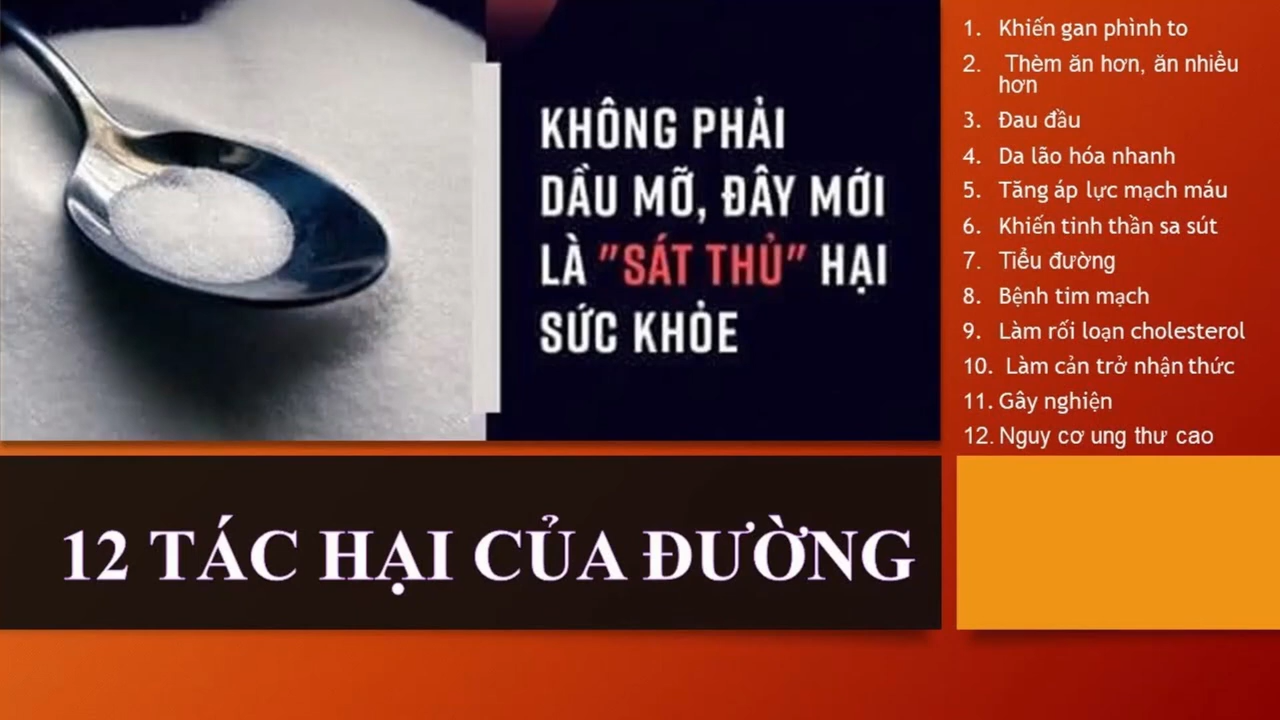 KHÔNG PHẢI
DẦU MỠ, ĐÂY MỚI
LÀ "SÁT THỦ" HẠI
SỨC KHỎE
1. Khiến gan phình to
2. Thèm ăn hơn, ăn nhiều
hơn
3. Đau đầu
4. Da lão hóa nhanh
5. Tăng áp lực mạch máu
6. Khiến tinh thần sa sút
7. Tiểu đường
8. Bệnh tim mạch
9. Làm rối loạn cholesterol
10. Làm cản trở nhận thức
11. Gây nghiện
12. Nguy cơ ung thư cao
12 TÁC HẠI CỦA ĐƯỜNG